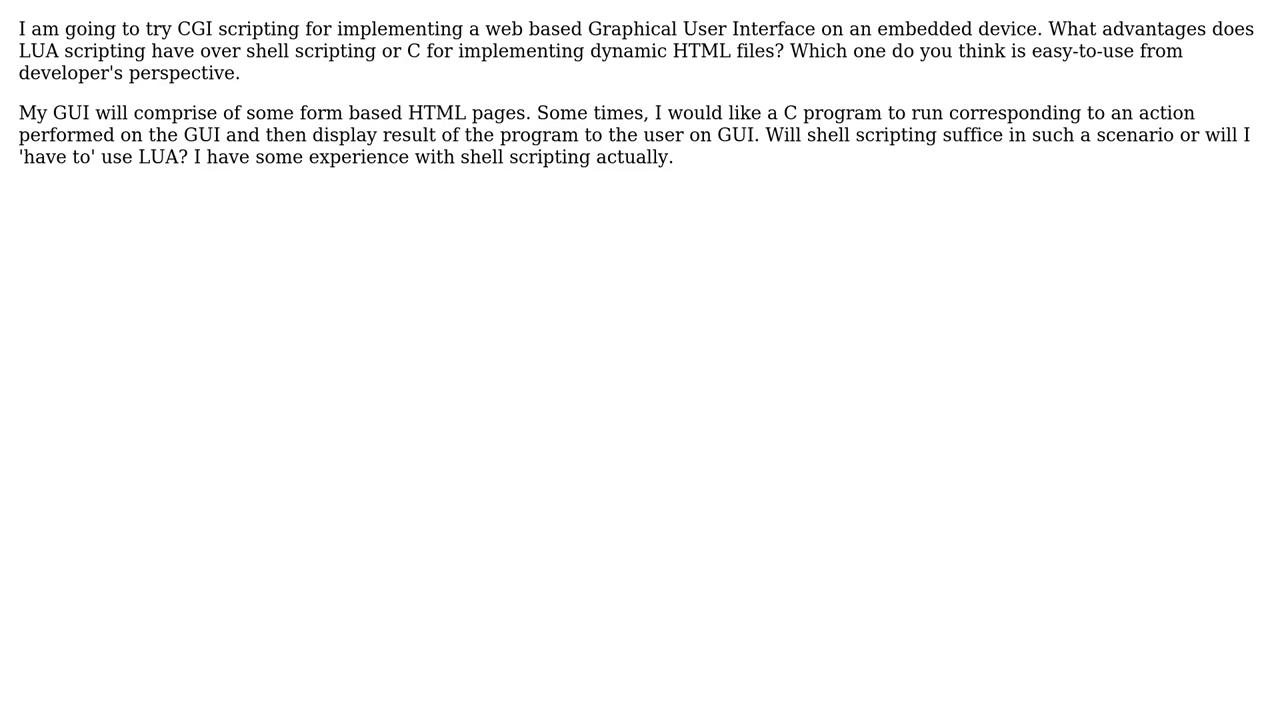 I am going to try CGI scripting for implementing a web based Graphical User Interface on an embedded device. What advantages does
LUA scripting have over shell scripting or C for implementing dynamic HTML files? Which one do you think is easy-to-use from
developer's perspective.
My GUI will comprise of some form based HTML pages. Some times, I would like a C program to run corresponding to an action
performed on the GUI and then display result of the program to the user on GUI. Will shell scripting suffice in such a scenario or will I
'have to' use LUA? I have some experience with shell scripting actually.